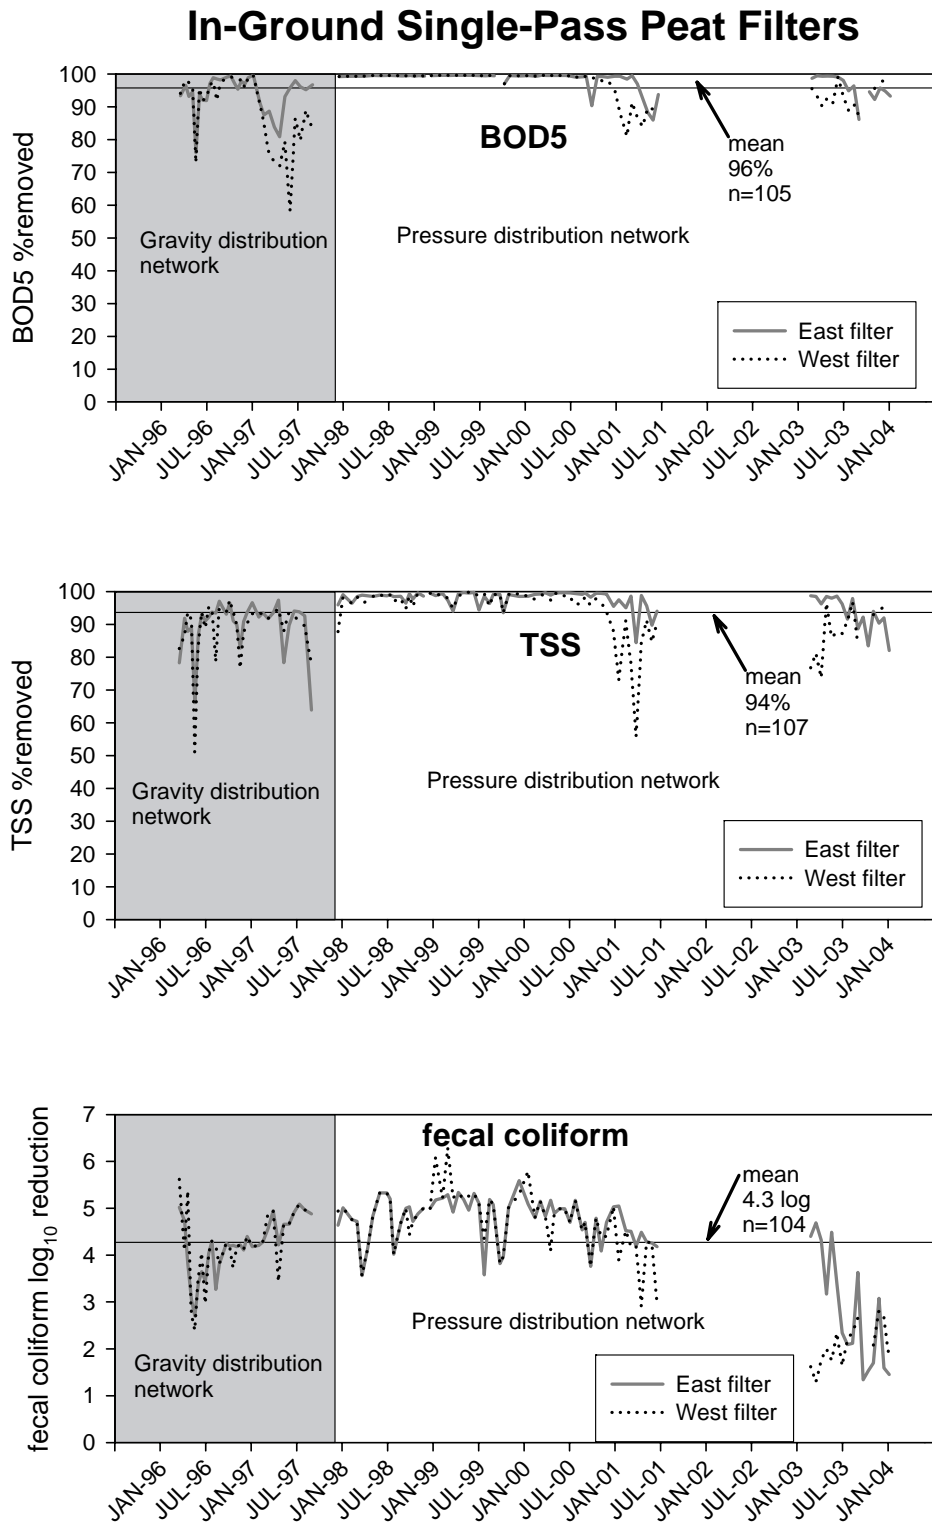 In-Ground Single-Pass Peat Filters
BOD5 %removed
100
90
80
70
60
50
40
30
20
10
0
BOD5
mean
96%
n=105
Gravity distribution
network
Pressure distribution network
East filter
West filter
JAN-96
JUL-96
JAN-97
JUL-97
JAN-98
JUL-98
JAN-99
JUL-99
JAN-00
JUL-00
JAN-01
JUL-01
JAN-02
JUL-02
JAN-03
JUL-03
JAN-04
TSS %removed
100
90
80
70
60
50
40
30
20
10
0
TSS
mean
94%
n=107
Gravity distribution
network
Pressure distribution network
East filter
West filter
JAN-96
JUL-96
JAN-97
JUL-97
JAN-98
JUL-98
JAN-99
JUL-99
JAN-00
JUL-00
JAN-01
JUL-01
JAN-02
JUL-02
JAN-03
JUL-03
JAN-04
fecal coliform log10 reduction
7
6
5
4
3
2
1
0
fecal coliform
mean
4.3 log
n=104
Pressure distribution network
Gravity distribution
network
East filter
West filter
JAN-96
JUL-96
JAN-97
JUL-97
JAN-98
JUL-98
JAN-99
JUL-99
JAN-00
JUL-00
JAN-01
JUL-01
JAN-02
JUL-02
JAN-03
JUL-03
JAN-04